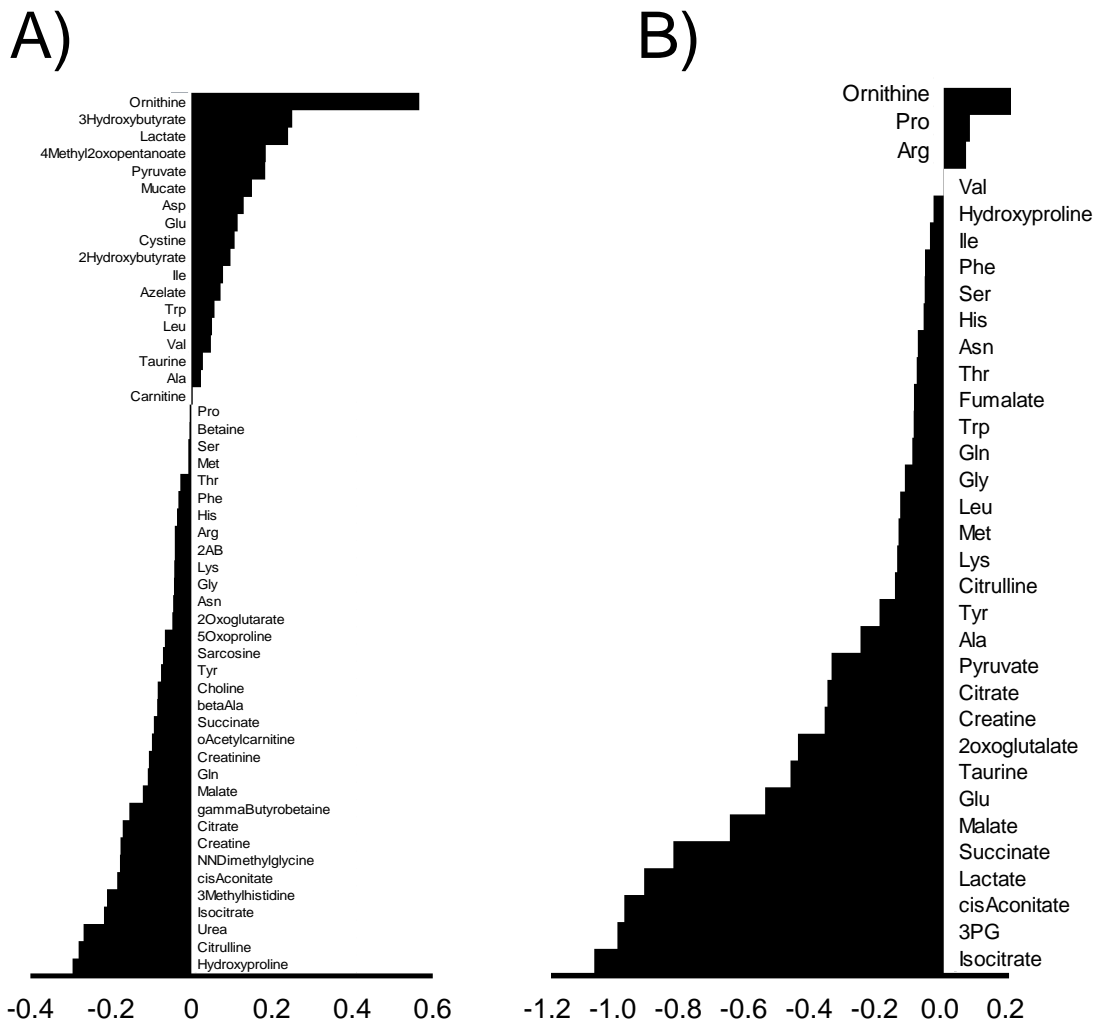 A)
Ornithine
3Hydroxybutyrate
Lactate
4Methyl2oxopentanoate
Pyruvate
Mucate
Asp
Glu
Cystine
2Hydroxybutyrate
Ile
Azelate
Trp
Leu
Val
Taurine
Ala
Carnitine
Pro
Betaine
Ser
Met
Thr
Phe
His
Arg
2AB
Lys
Gly
Asn
2Oxoglutarate
5Oxoproline
Sarcosine
Tyr
Choline
betaAla
Succinate
oAcetylcarnitine
Creatinine
Gln
Malate
gammaButyrobetaine
Citrate
Creatine
NNDimethylglycine
cisAconitate
3Methylhistidine
Isocitrate
Urea
Citrulline
Hydroxyproline
-0.4 -0.2 0 0.2 0.4 0.6
B)
Ornithine
Pro
Arg
Val
Hydroxyproline
Ile
Phe
Ser
His
Asn
Thr
Fumalate
Trp
Gln
Gly
Leu
Met
Lys
Citrulline
Tyr
Ala
Pyruvate
Citrate
Creatine
2oxoglutalate
Taurine
Glu
Malate
Succinate
Lactate
cisAconitate
3PG
Isocitrate
-1.2 -1.0 -0.8 -0.6 -0.4 -0.2 0.0 0.2